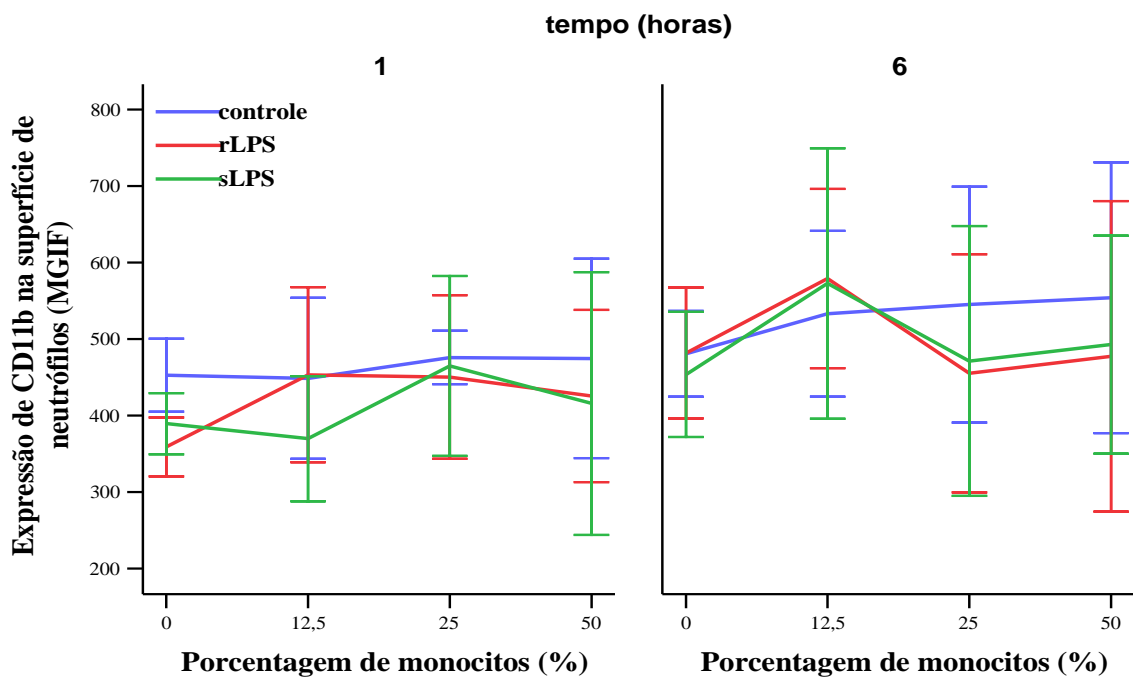 tempo (horas)
1
6
Expressão de CD11b na superfície de
neutrófilos (MGIF)
800
700
600
500
400
300
200
controle
rLPS
sLPS
0
12,5
25
50
0
12,5
25
50
Porcentagem de monocitos (%)
Porcentagem de monocitos (%)